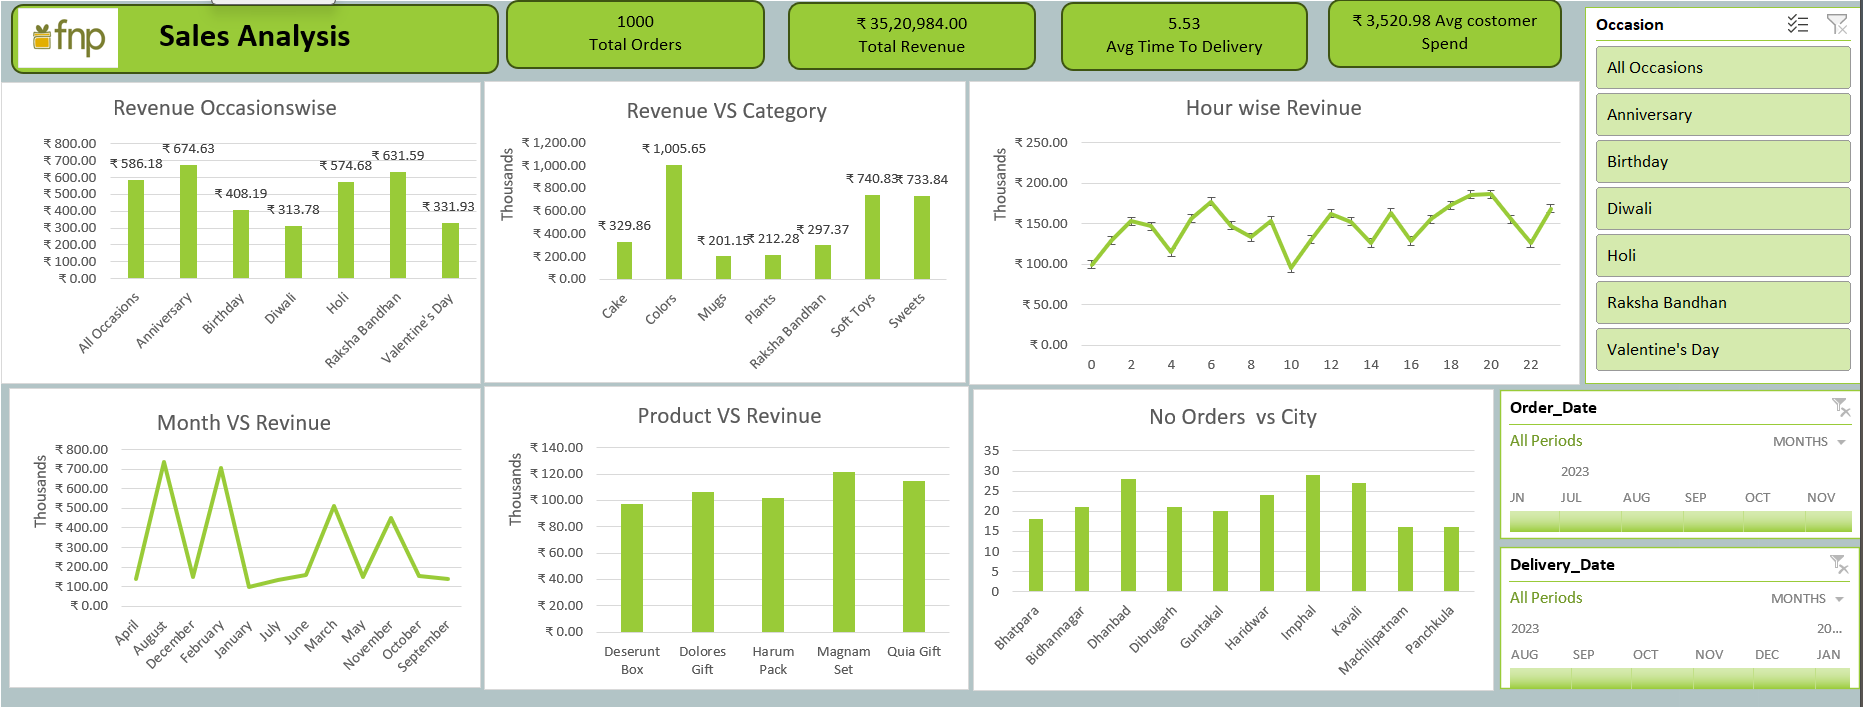 fnp
Sales Analysis
1000
Total Orders
₹ 35,20,984.00
Total Revenue
5.53
Avg Time To Delivery
₹ 3,520.98 Avg costomer
Spend
Revenue Occasionswise
₹ 800.00
₹ 700.00
₹ 600.00
₹ 500.00
₹ 400.00
₹ 300.00
₹ 200.00
₹ 100.00
₹ 0.00
₹ 586.18
₹ 674.63
₹ 408.19
₹ 313.78
₹ 574.68
₹ 631.59
₹ 331.93
All Occasions
Anniversary
Birthday
Diwali
Holi
Raksha Bandhan
Valentine's Day
Revenue VS Category
Thousands
₹ 1,200.00
₹ 1,000.00
₹ 800.00
₹ 600.00
₹ 400.00
₹ 200.00
₹ 0.00
₹ 329.86
₹ 1,005.65
₹ 201.15
₹ 212.28
₹ 297.37
₹ 740.83
₹ 733.84
Cake
Colors
Mugs
Plants
Raksha Bandhan
Soft Toys
Sweets
Hour wise Revinue
Thousands
₹ 250.00
₹ 200.00
₹ 150.00
₹ 100.00
₹ 50.00
₹ 0.00
0 2 4 6 8 10 12 14 16 18 20 22
Occasion
All Occasions
Anniversary
Birthday
Diwali
Holi
Raksha Bandhan
Valentine's Day
Month VS Revinue
Thousands
₹ 800.00
₹ 700.00
₹ 600.00
₹ 500.00
₹ 400.00
₹ 300.00
₹ 200.00
₹ 100.00
₹ 0.00
April
August
December
February
January
July
June
March
May
November
October
September
Product VS Revinue
Thousands
₹ 140.00
₹ 120.00
₹ 100.00
₹ 80.00
₹ 60.00
₹ 40.00
₹ 20.00
₹ 0.00
Deserunt Box
Dolores Gift
Harum Pack
Magnam Set
Quia Gift
No Orders vs City
35
30
25
20
15
10
5
0
Bhatpara
Bidhannagar
Dhanbad
Dibrugarh
Guntakal
Haridwar
Imphal
Kavali
Machilipatnam
Panchkula
Order_Date
All Periods
MONTHS
2023
JN JUL AUG SEP OCT NOV
Delivery_Date
All Periods
MONTHS
2023 20...
AUG SEP OCT NOV DEC JAN